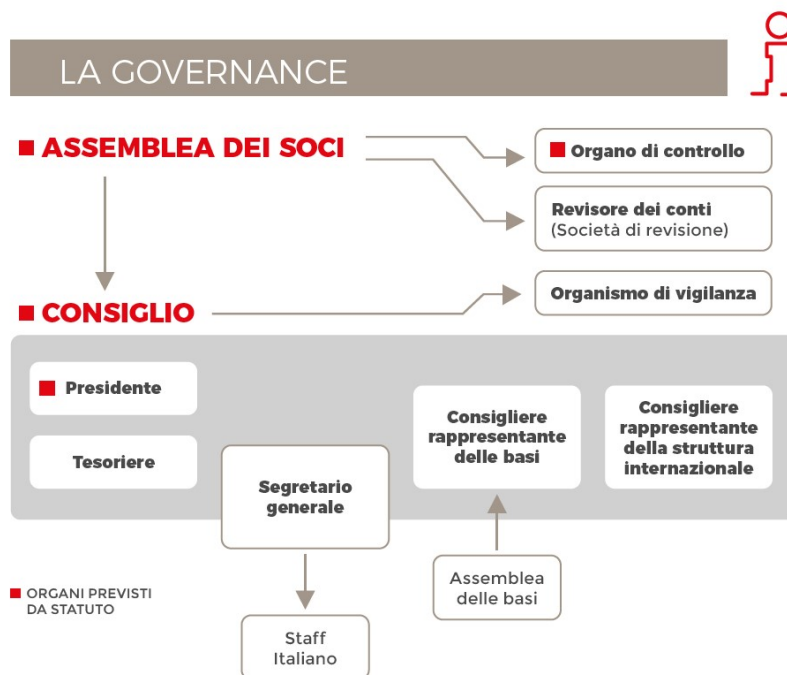 LA GOVERNANCE
ASSEMBLEA DEI SOCI
Organo di controllo
Revisore dei conti
(Società di revisione)
CONSIGLIO
Organismo di vigilanza
Presidente
Tesoriere
Segretario
generale
Consigliere
rappresentante
delle basi
Consigliere
rappresentante
della struttura
internazionale
Assemblea
delle basi
ORGANI PREVISTI
DA STATUTO
Staff
Italiano